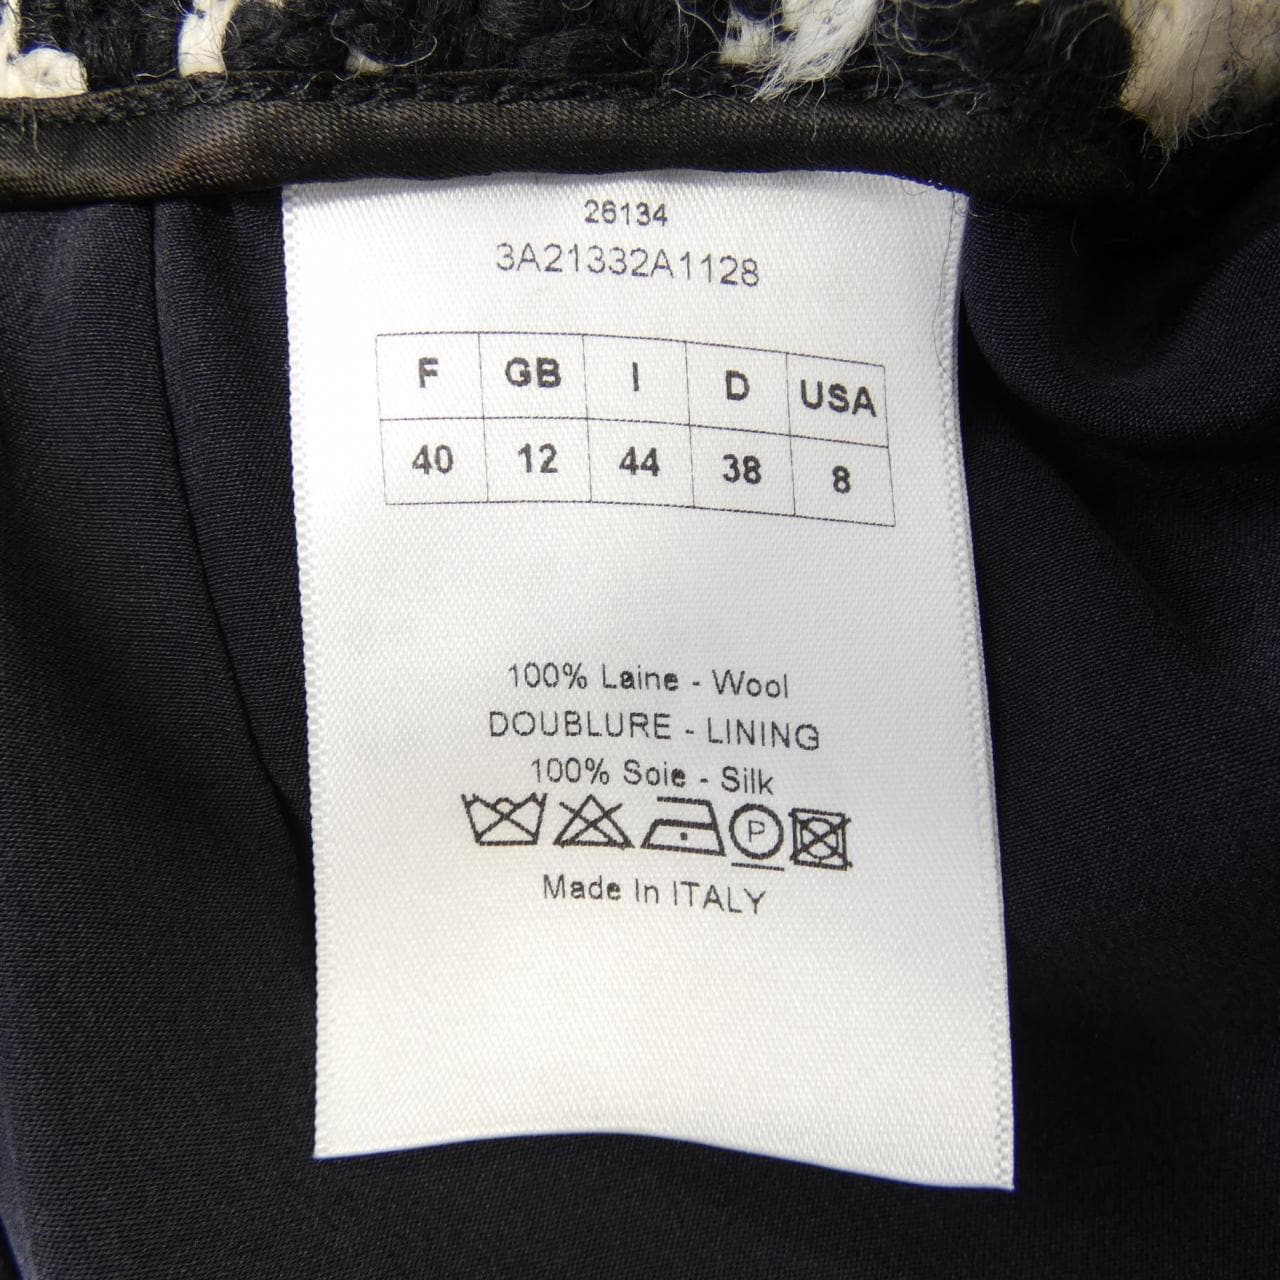 26134
3A21332A1128
F GB I D USA
40 12 44 38 8
100% Laine - Wool
DOUBLURE - LINING
100% Soie - Silk
P
Made In ITALY